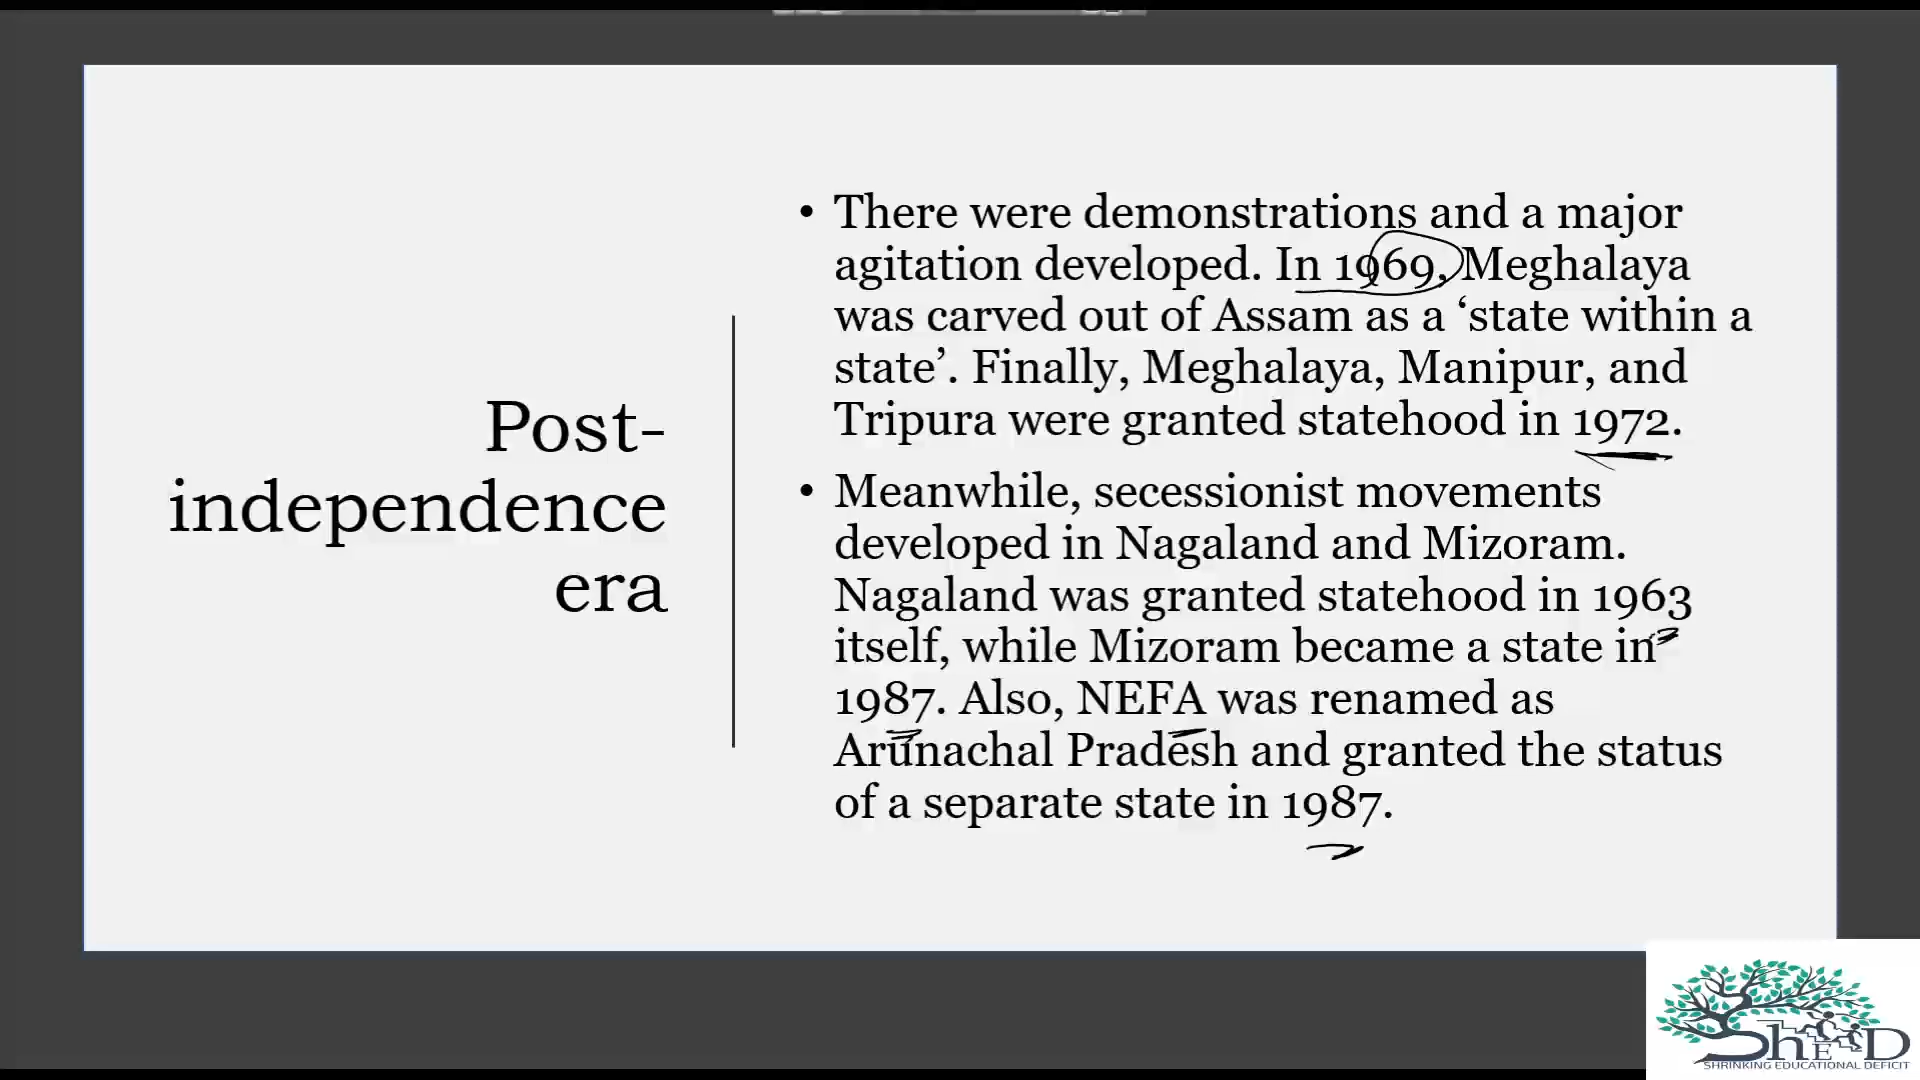 Post-
independence
era
• There were demonstrations and a major
agitation developed. In 1969, Meghalaya
was carved out of Assam as a ‘state within a
state’. Finally, Meghalaya, Manipur, and
Tripura were granted statehood in 1972.
• Meanwhile, secessionist movements
developed in Nagaland and Mizoram.
Nagaland was granted statehood in 1963
itself, while Mizoram became a state in
1987. Also, NEFA was renamed as
Arunachal Pradesh and granted the status
of a separate state in 1987.
ShED
SHRINKING EDUCATIONAL DEFICIT